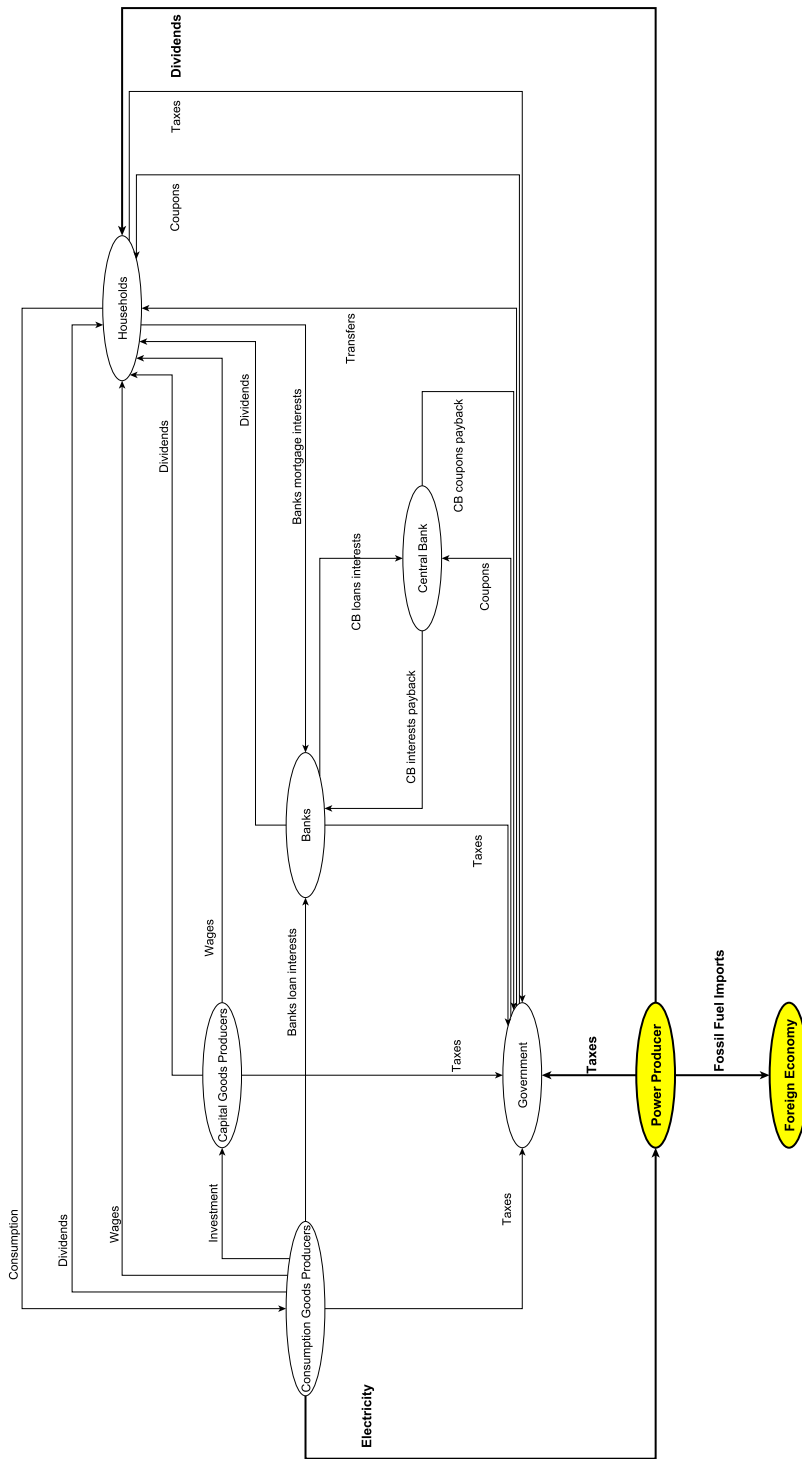 Consumption
Dividends
Wages
Investment
Capital Goods Producers
Wages
Dividends
Households
Dividends
Taxes
Coupons
Transfers
Dividends
Banks mortgage interests
Consumption Goods Producers
Banks loan interests
Banks
CB loans interests
CB interests payback
Central Bank
CB coupons payback
Coupons
Taxes
Taxes
Taxes
Government
Electricity
Taxes
Power Producer
Fossil Fuel Imports
Foreign Economy